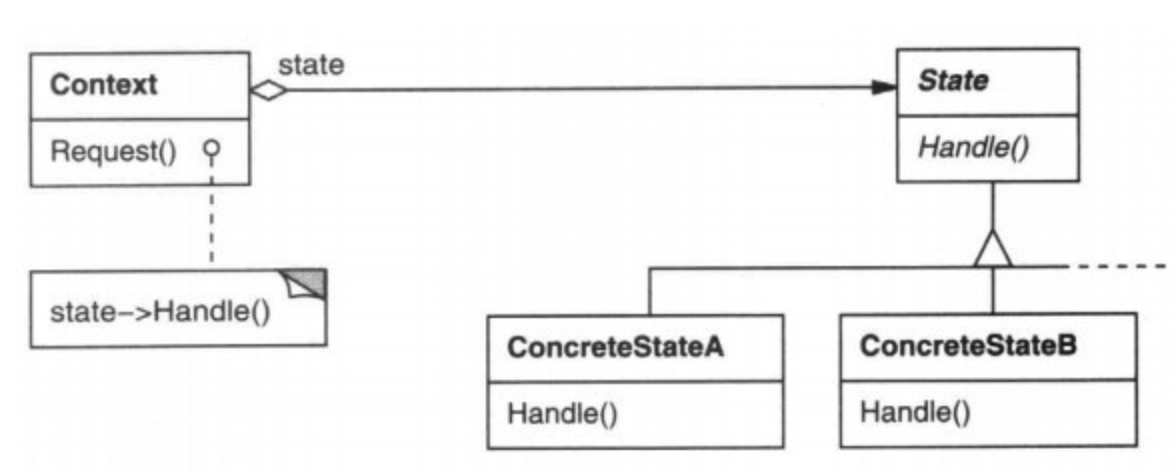 Context
state
State
Request()
Handle()
state->Handle()
ConcreteStateA
ConcreteStateB
Handle()
Handle()